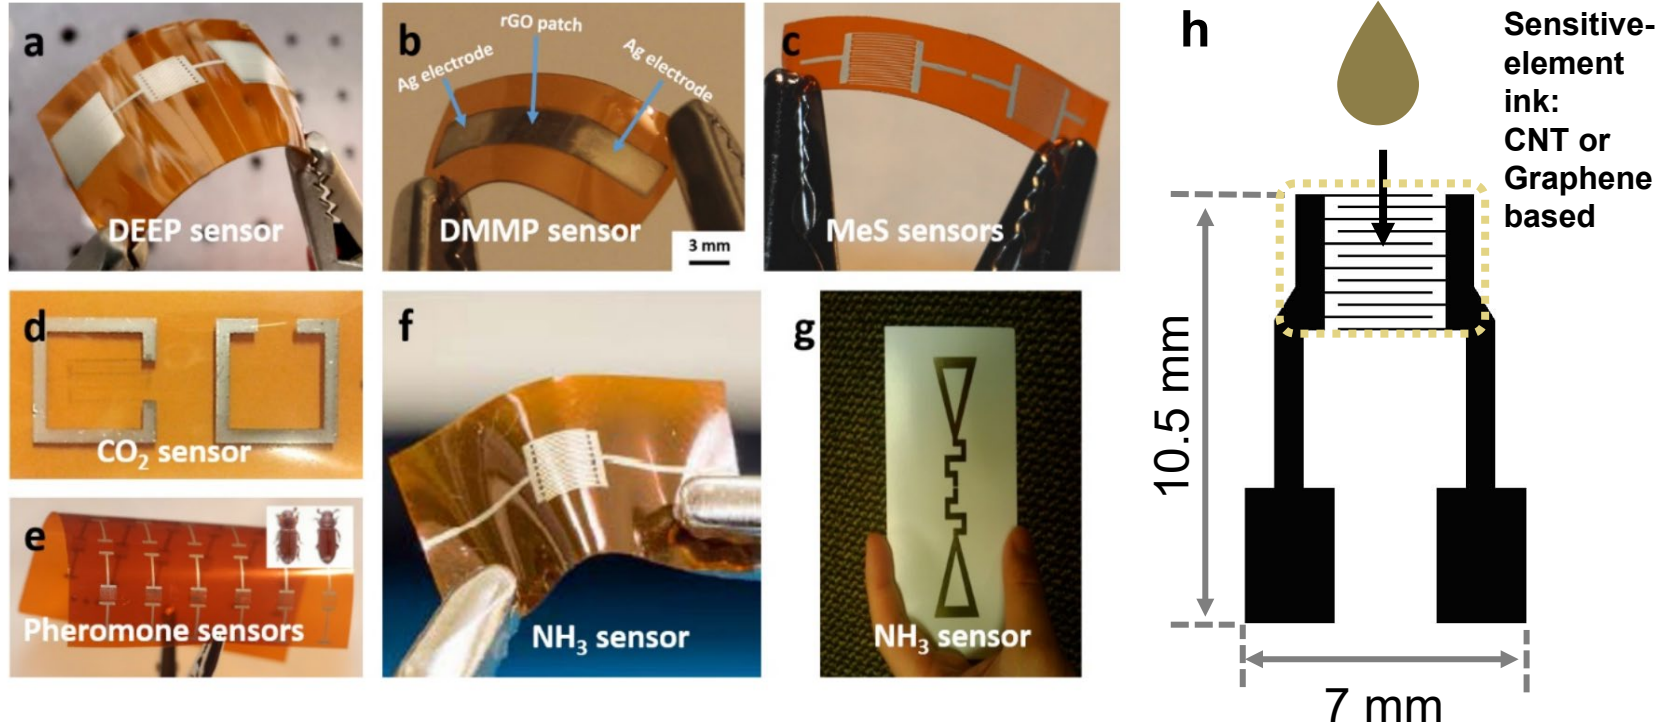 a
DEEP sensor
b
rGO patch
Ag electrode
Ag electrode
DMMP sensor
3 mm
c
MeS sensors
d
CO₂ sensor
e
Pheromone sensors
f
NH₃ sensor
g
NH₃ sensor
h
Sensitive-
element
ink:
CNT or
Graphene
based
10.5 mm
7 mm